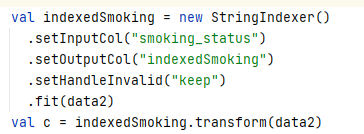 val indexedSmoking = new StringIndexer()
  .setInputCol("smoking_status")
  .setOutputCol("indexedSmoking")
  .setHandleInvalid("keep")
  .fit(data2)
val c = indexedSmoking.transform(data2)